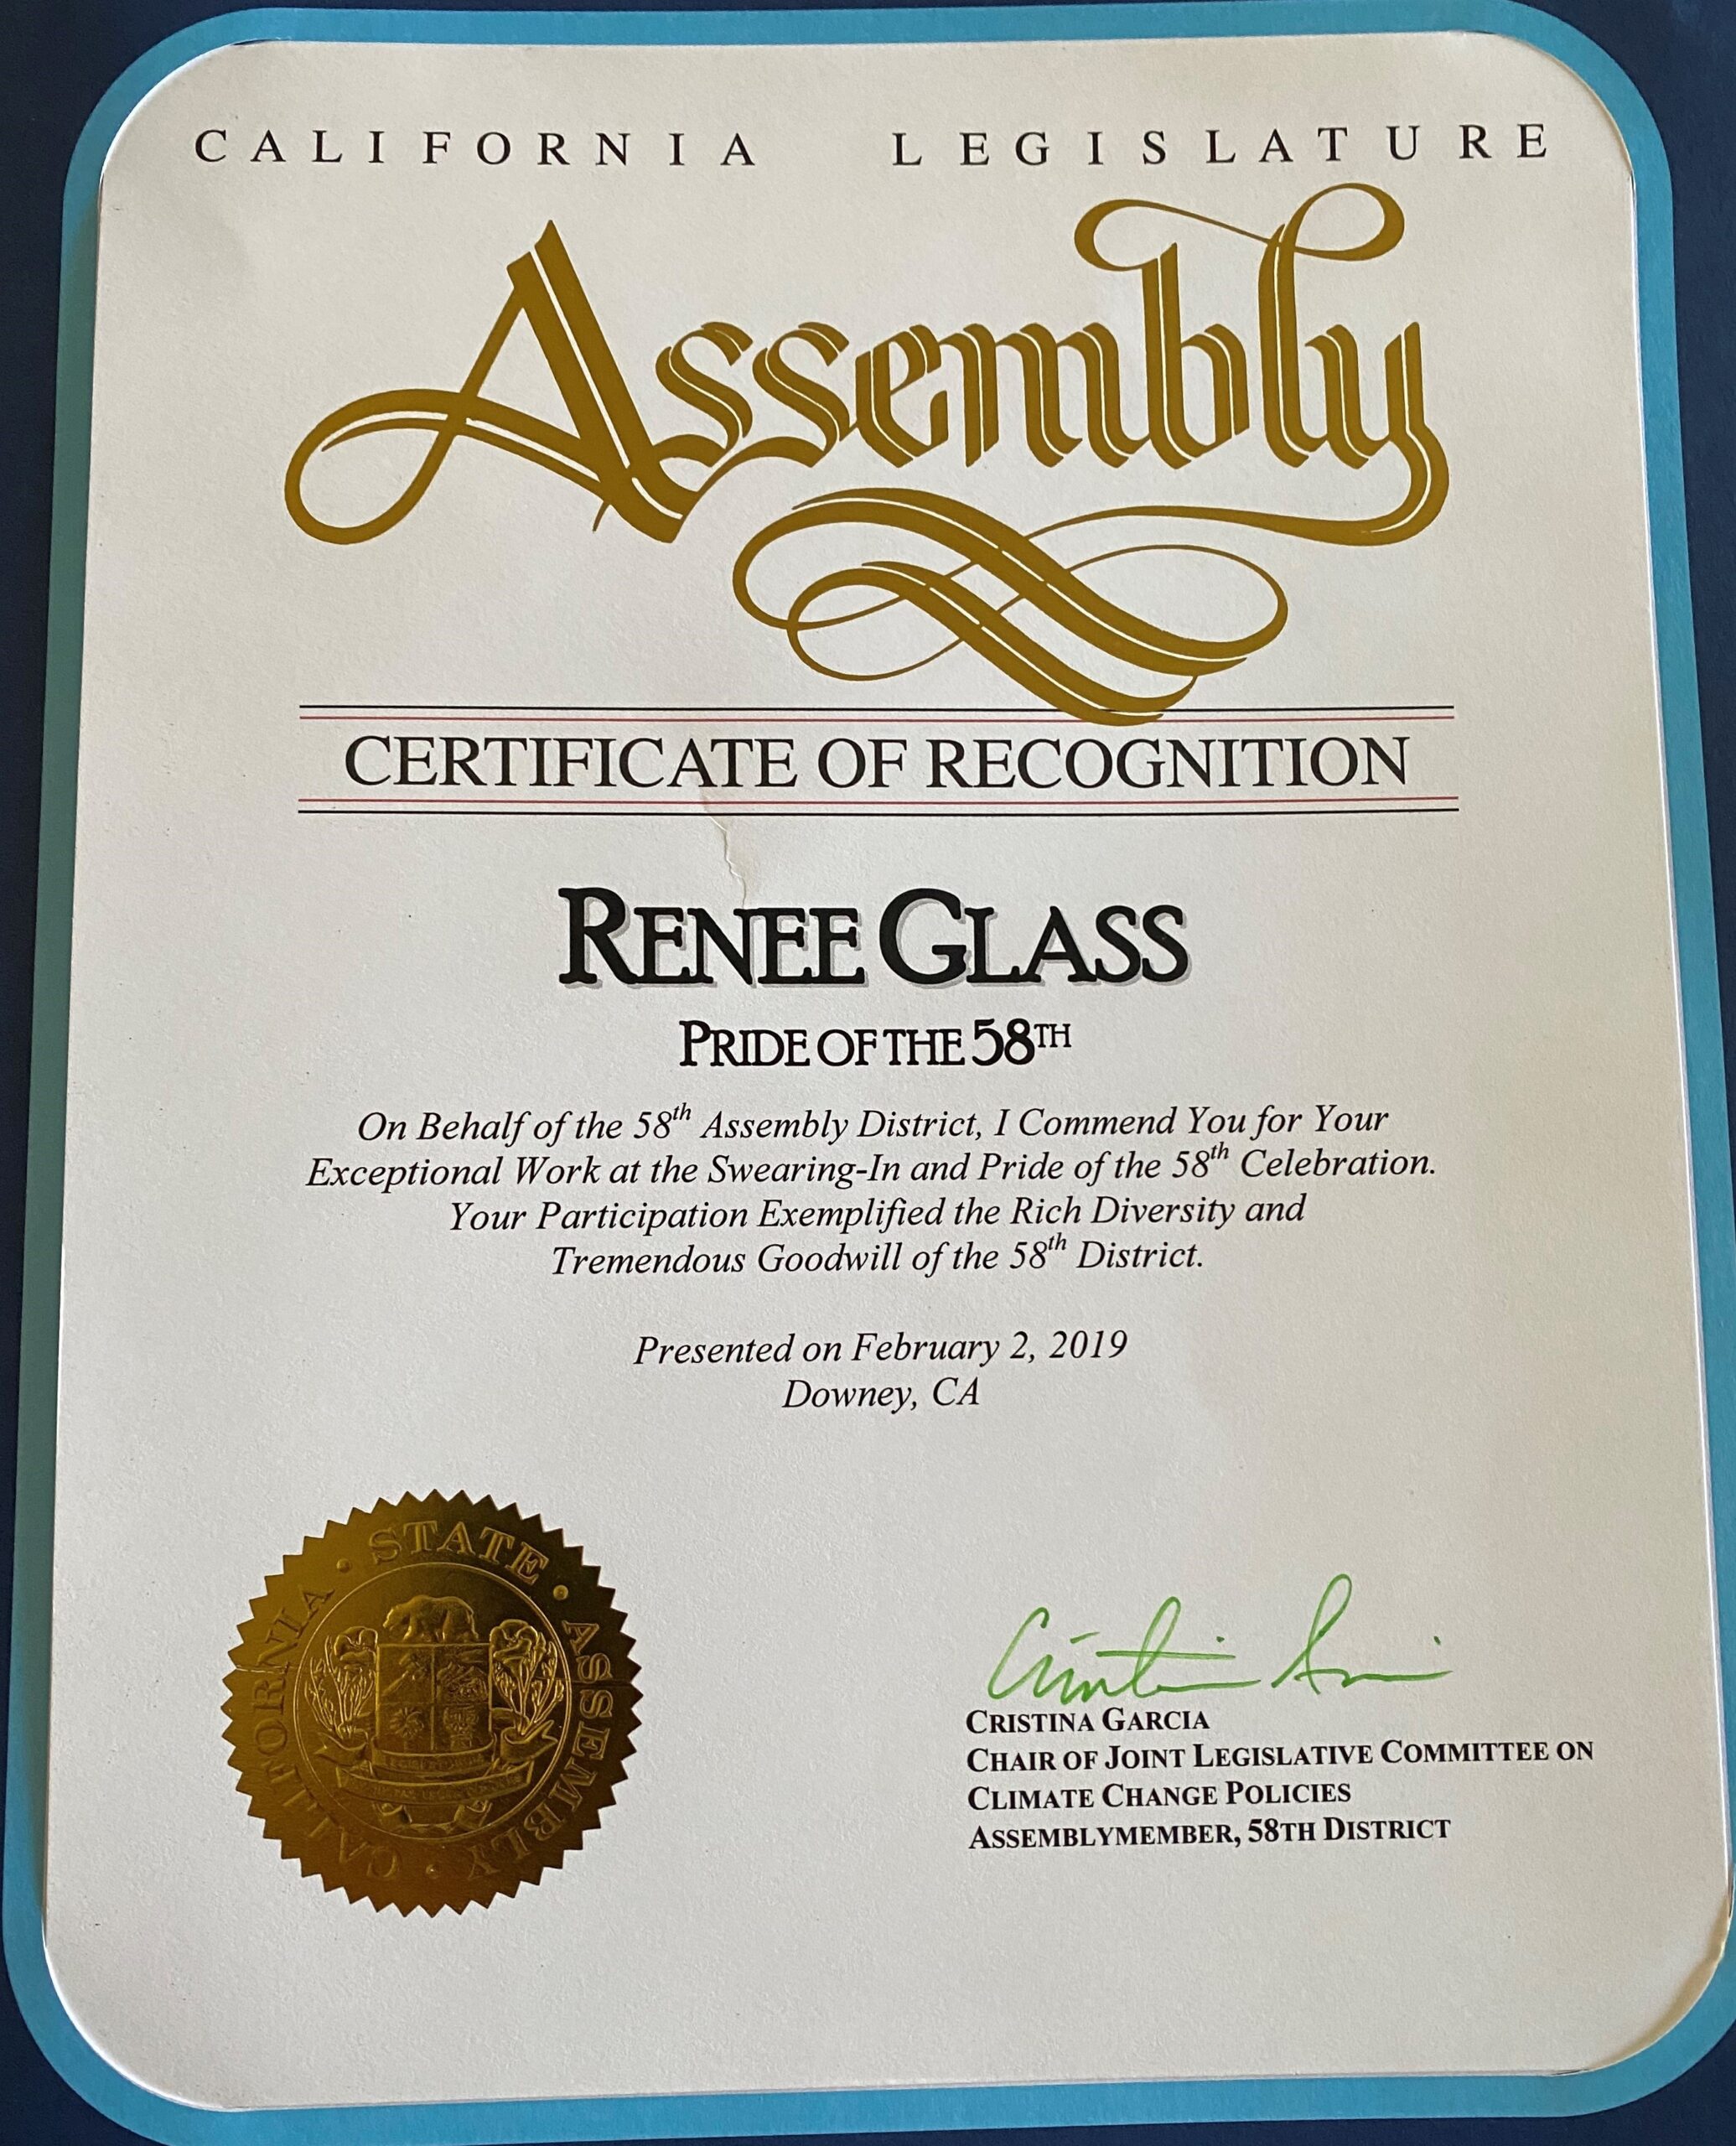 CALIFORNIA LEGISLATURE
Assembly
CERTIFICATE OF RECOGNITION
RENEE GLASS
PRIDE OF THE 58TH
On Behalf of the 58th Assembly District, I Commend You for Your
Exceptional Work at the Swearing-In and Pride of the 58th Celebration.
Your Participation Exemplified the Rich Diversity and
Tremendous Goodwill of the 58th District.
Presented on February 2, 2019
Downey, CA
CALIFORNIA · STATE · ASSEMBLY ·
CRISTINA GARCIA
CHAIR OF JOINT LEGISLATIVE COMMITTEE ON
CLIMATE CHANGE POLICIES
ASSEMBLYMEMBER, 58TH DISTRICT